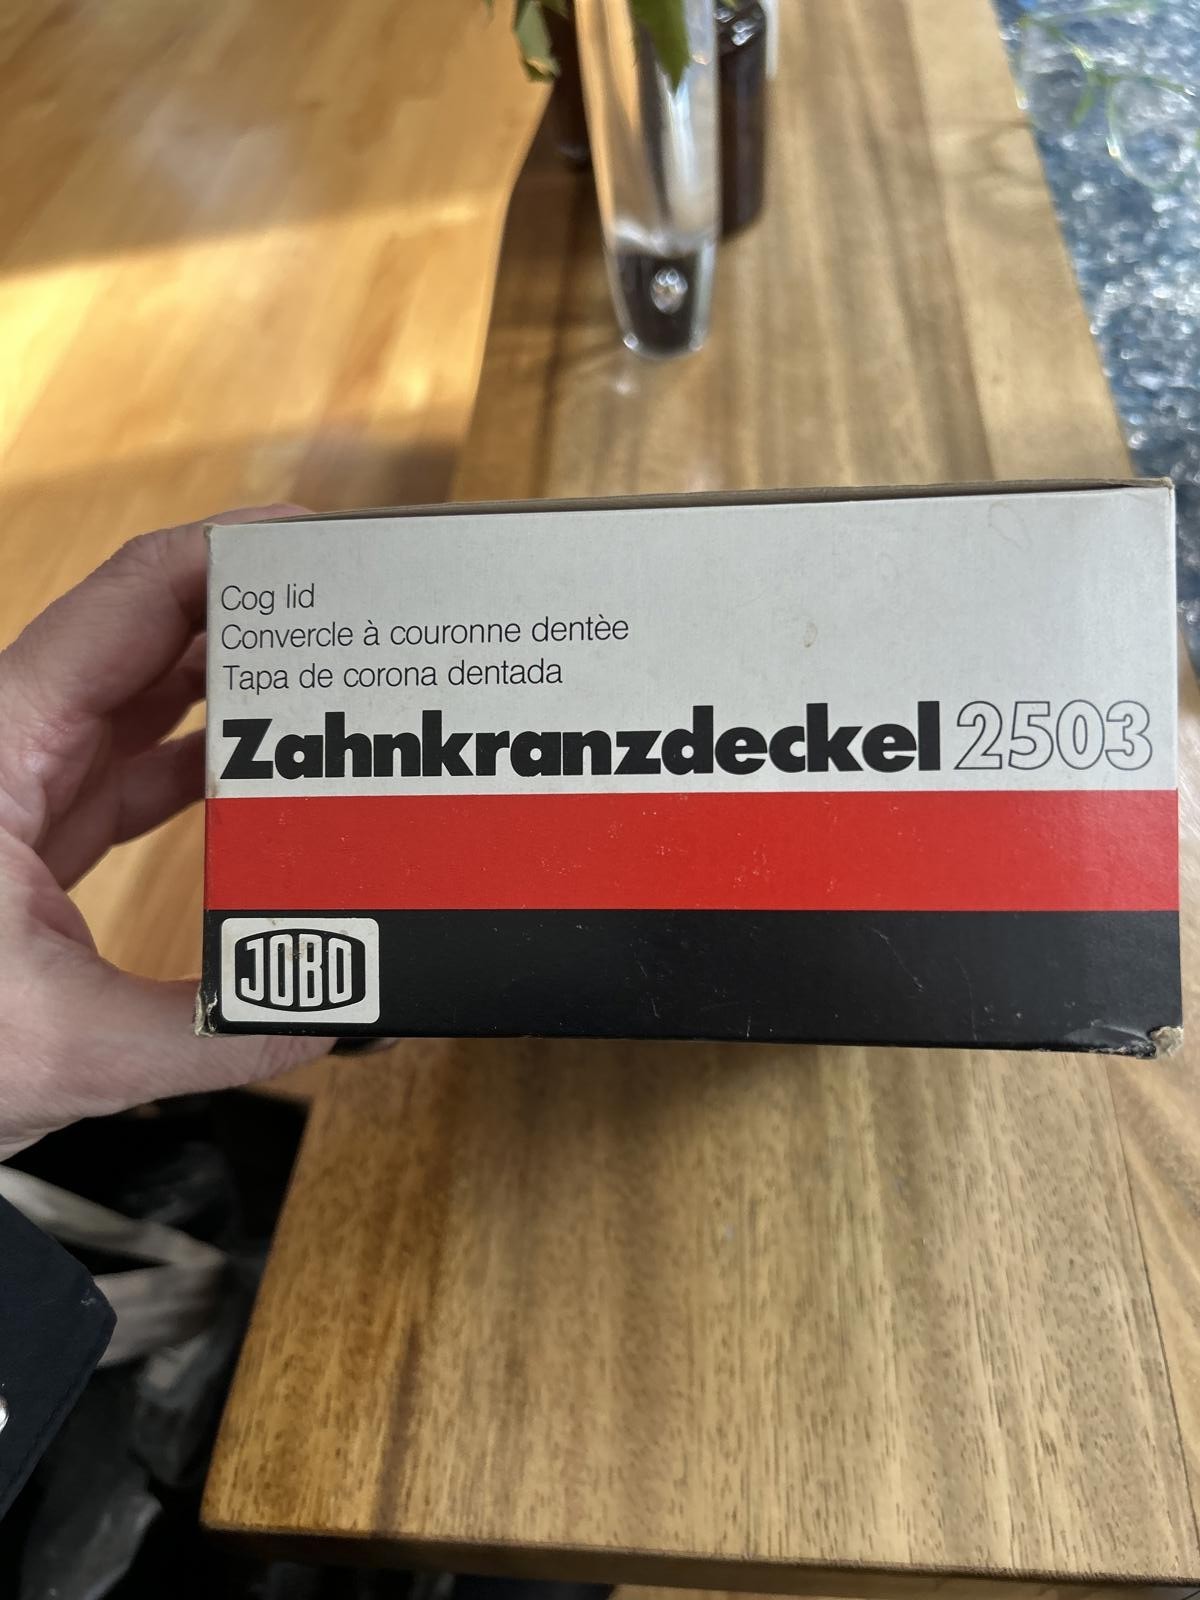 Cog lid
Convercle à couronne dentèe
Tapa de corona dentada
Zahnkranzdeckel 2503
JOBO